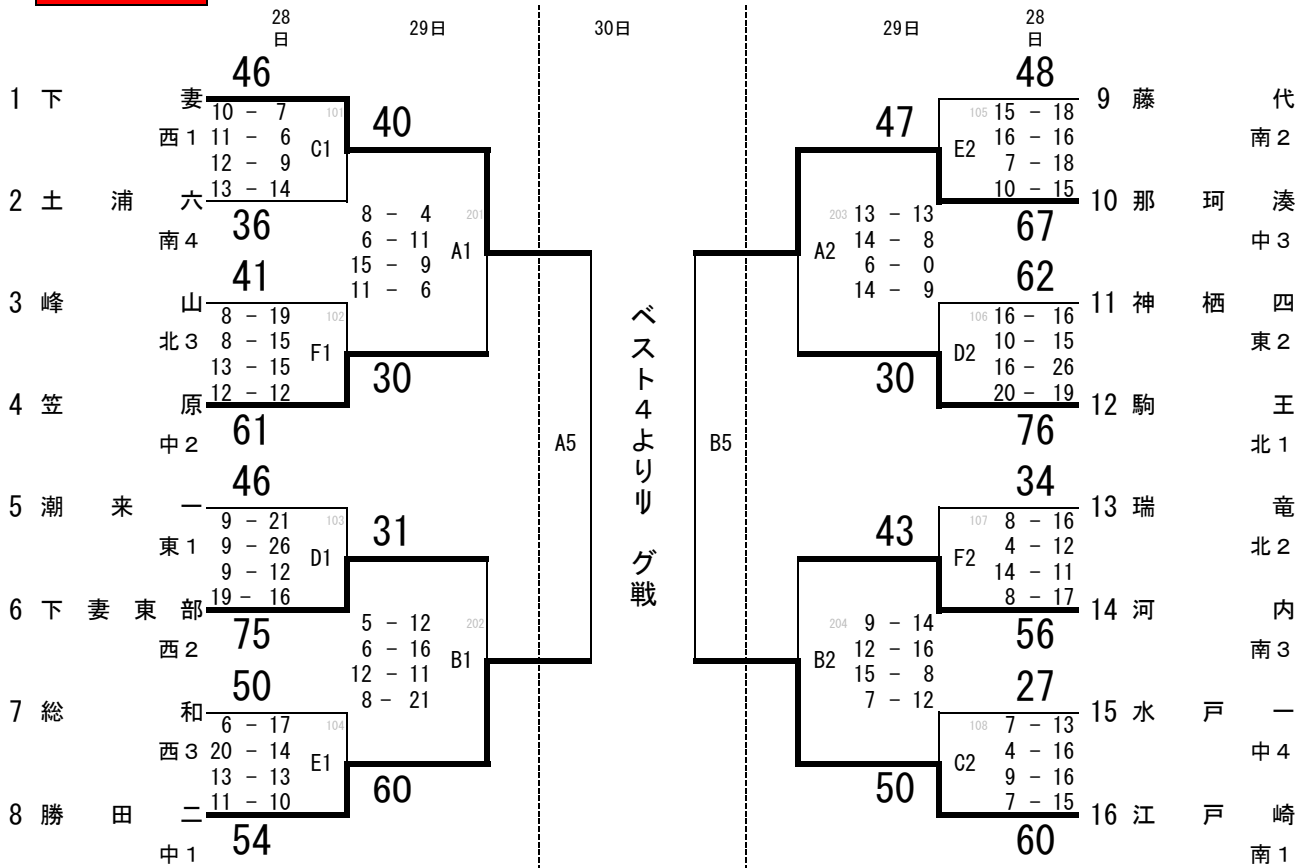 28日 29日 30日 29日 28日
46
1 下妻
西1
101
10 - 7
11 - 6
12 - 9
13 - 14
C1
2 土浦六
南4
36
41
3 峰山
北3
102
8 - 19
8 - 15
13 - 15
12 - 12
F1
4 笠原
中2
61
40
201
8 - 4
6 - 11
15 - 9
11 - 6
A1
30
46
5 潮来一
東1
103
9 - 21
9 - 26
9 - 12
19 - 16
D1
6 下妻東部
西2
75
50
7 総和
西3
104
6 - 17
20 - 14
13 - 13
11 - 10
E1
8 勝田二
中1
54
31
202
5 - 12
6 - 16
12 - 11
8 - 21
B1
60
A5
ベスト4よりリーグ戦
B5
47
203
13 - 13
14 - 8
6 - 0
14 - 9
A2
30
48
9 藤代
南2
105
15 - 18
16 - 16
7 - 18
10 - 15
E2
10 那珂湊
中3
67
62
11 神栖四
東2
106
16 - 16
10 - 15
16 - 26
20 - 19
D2
12 駒王
北1
76
43
204
9 - 14
12 - 16
15 - 8
7 - 12
B2
50
34
13 瑞竜
北2
107
8 - 16
4 - 12
14 - 11
8 - 17
F2
14 河内
南3
56
27
15 水戸一
中4
108
7 - 13
4 - 16
9 - 16
7 - 15
C2
16 江戸崎
南1
60